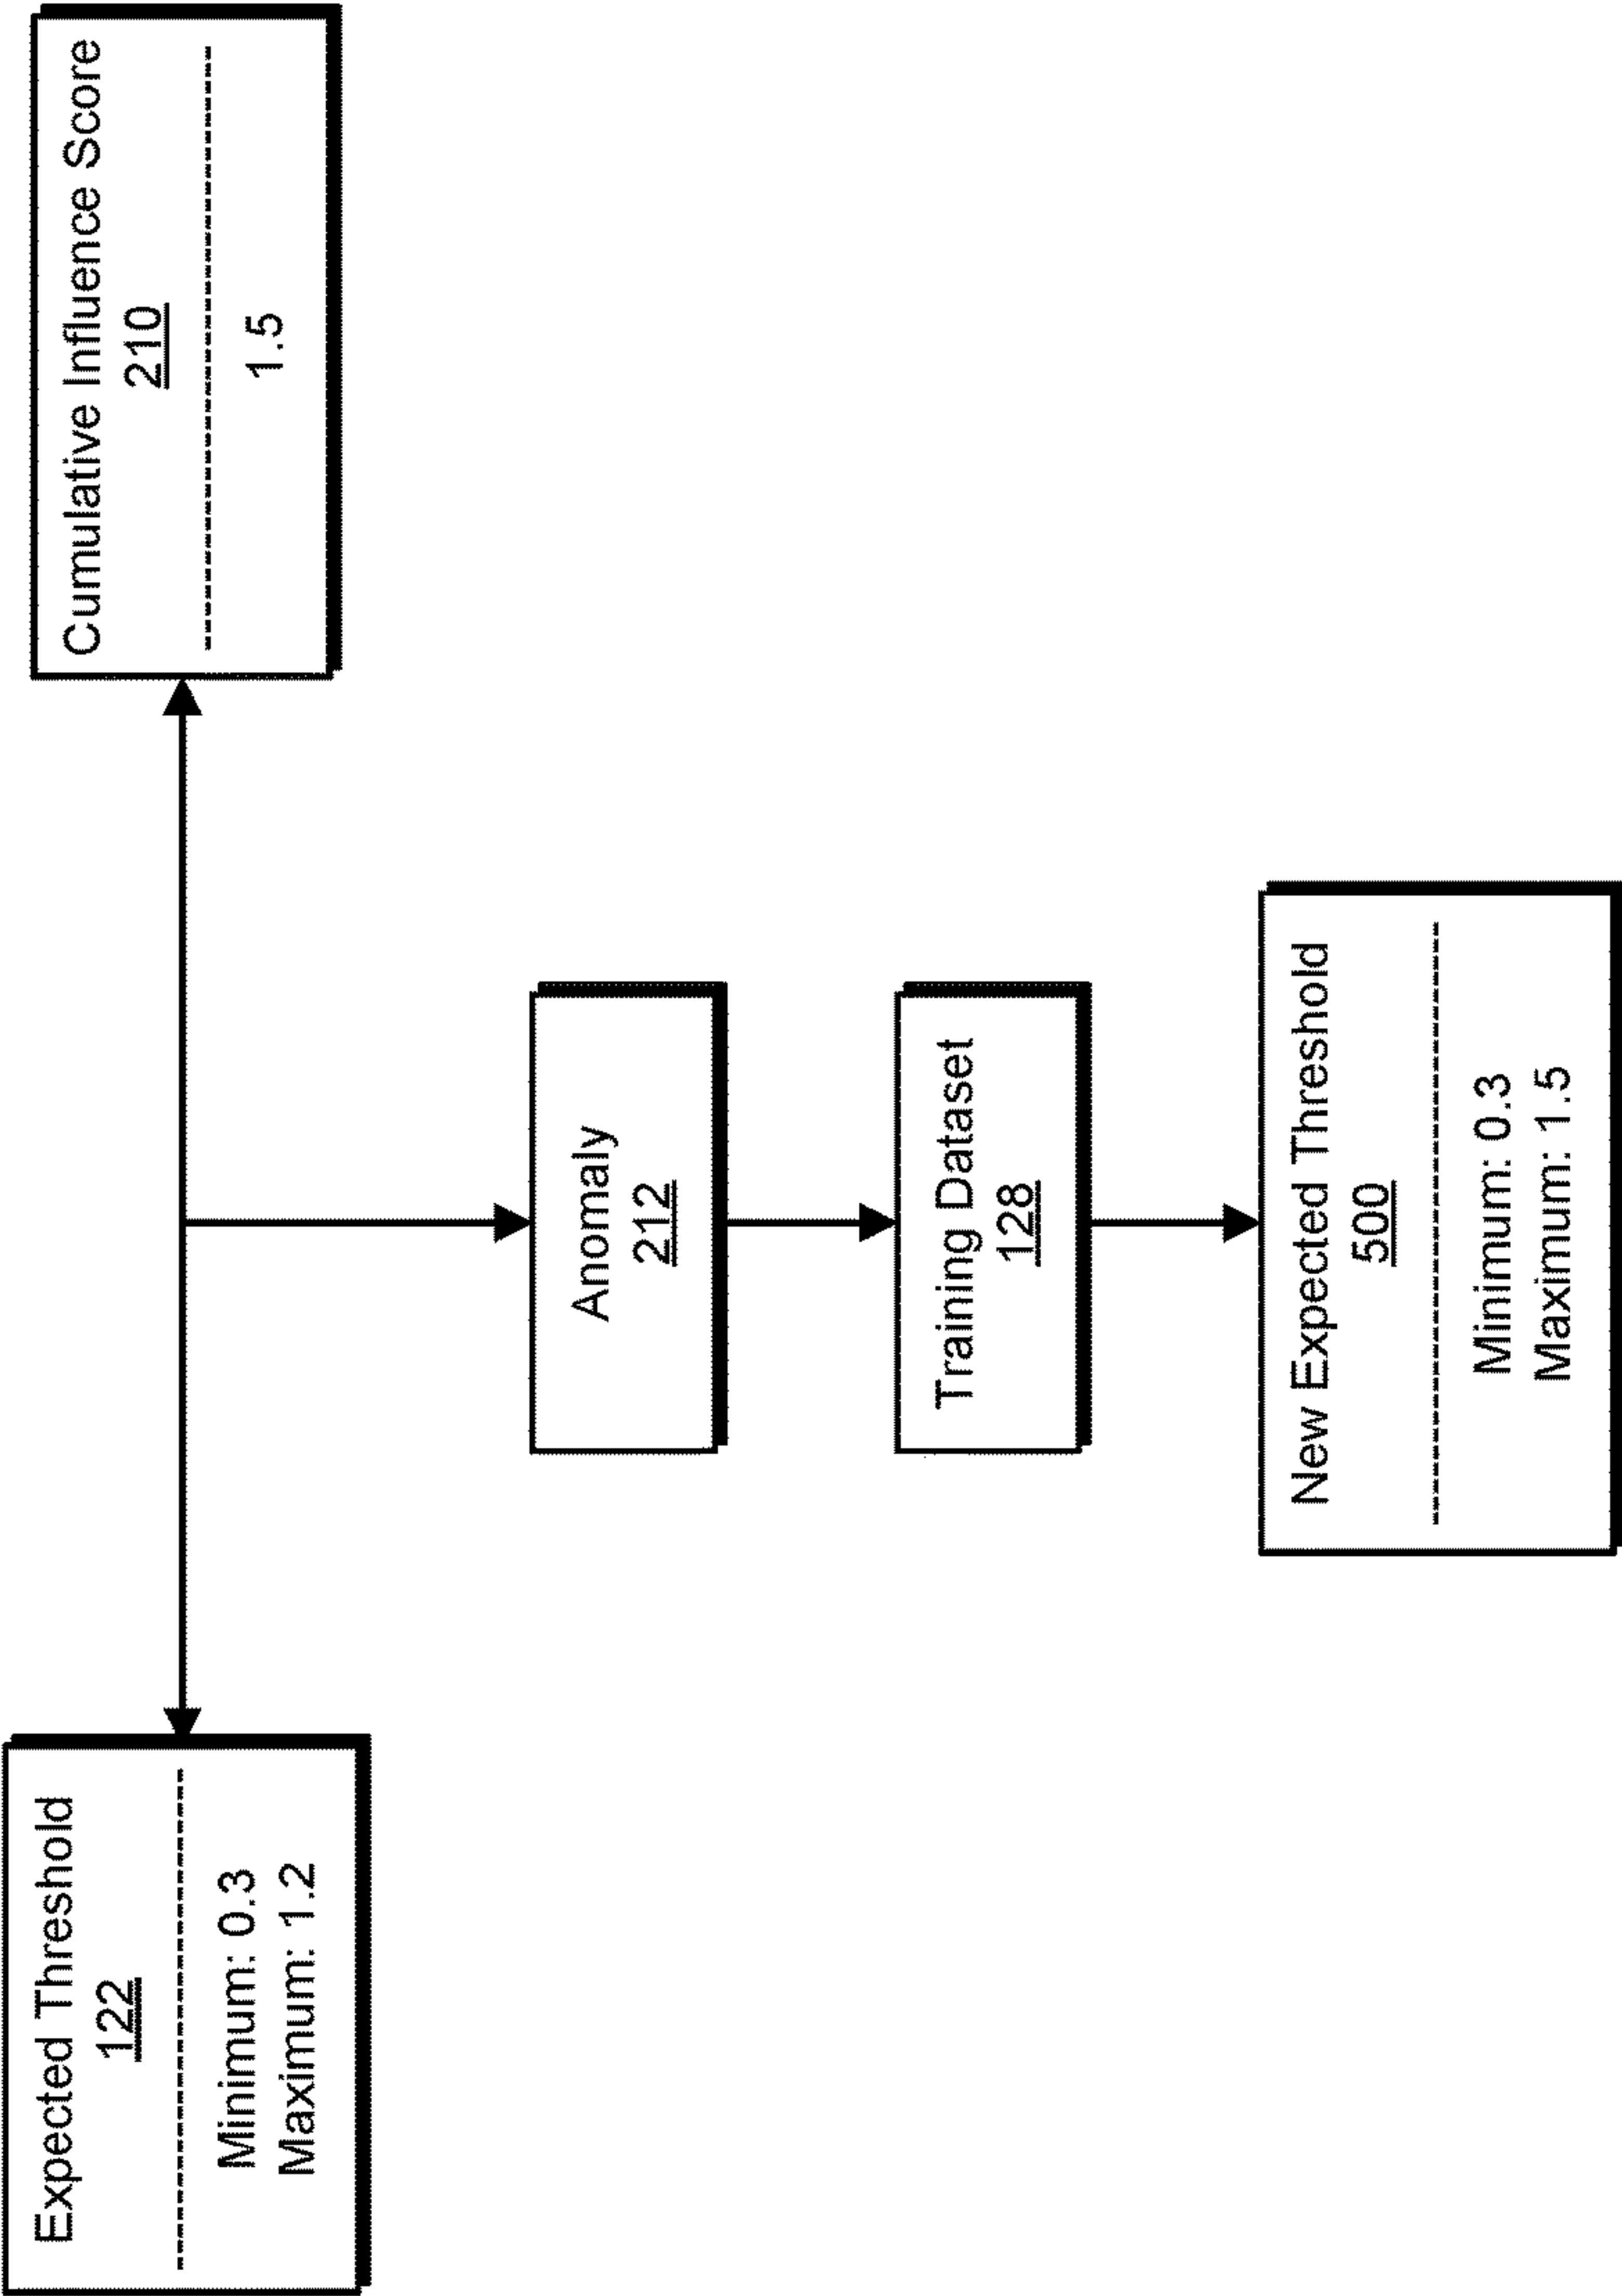 Expected Threshold
122
Minimum: 0.3
Maximum: 1.2
Cumulative Influence Score
210
1.5
Anomaly
212
Training Dataset
128
New Expected Threshold
500
Minimum: 0.3
Maximum: 1.5